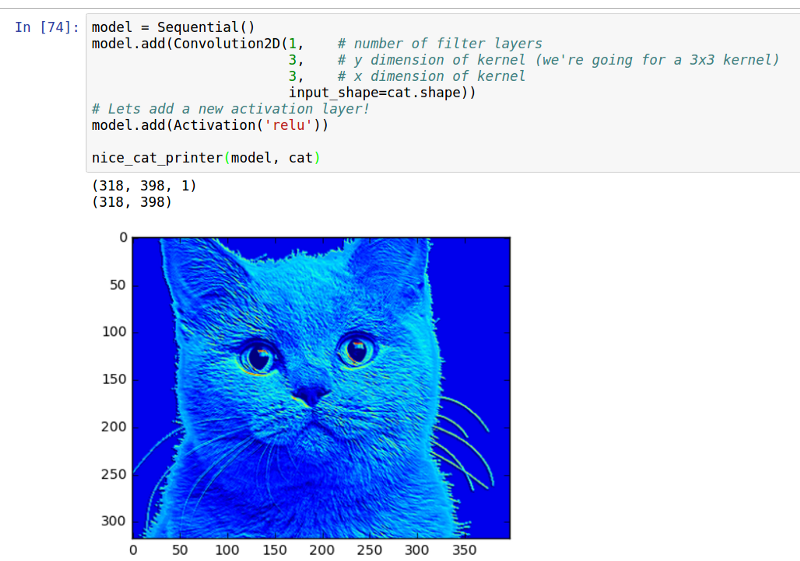 In [74]: model = Sequential()
model.add(Convolution2D(1,    # number of filter layers
                        3,    # y dimension of kernel (we're going for a 3x3 kernel)
                        3,    # x dimension of kernel
                        input_shape=cat.shape))
# Lets add a new activation layer!
model.add(Activation('relu'))

nice_cat_printer(model, cat)
(318, 398, 1)
(318, 398)
0
50
100
150
200
250
300
0 50 100 150 200 250 300 350